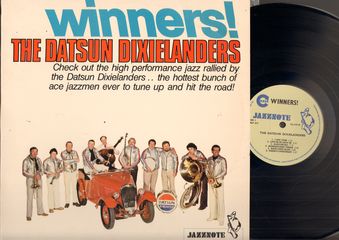 winners!
THE DATSUN DIXIELANDERS
Check out the high performance jazz rallied by
the Datsun Dixielanders .. the hottest bunch of
ace jazzmen ever to tune up and hit the road!
DATSUN
JAZZNOTE
WINNERS!
JAZZNOTE
THE DATSUN DIXIELANDERS